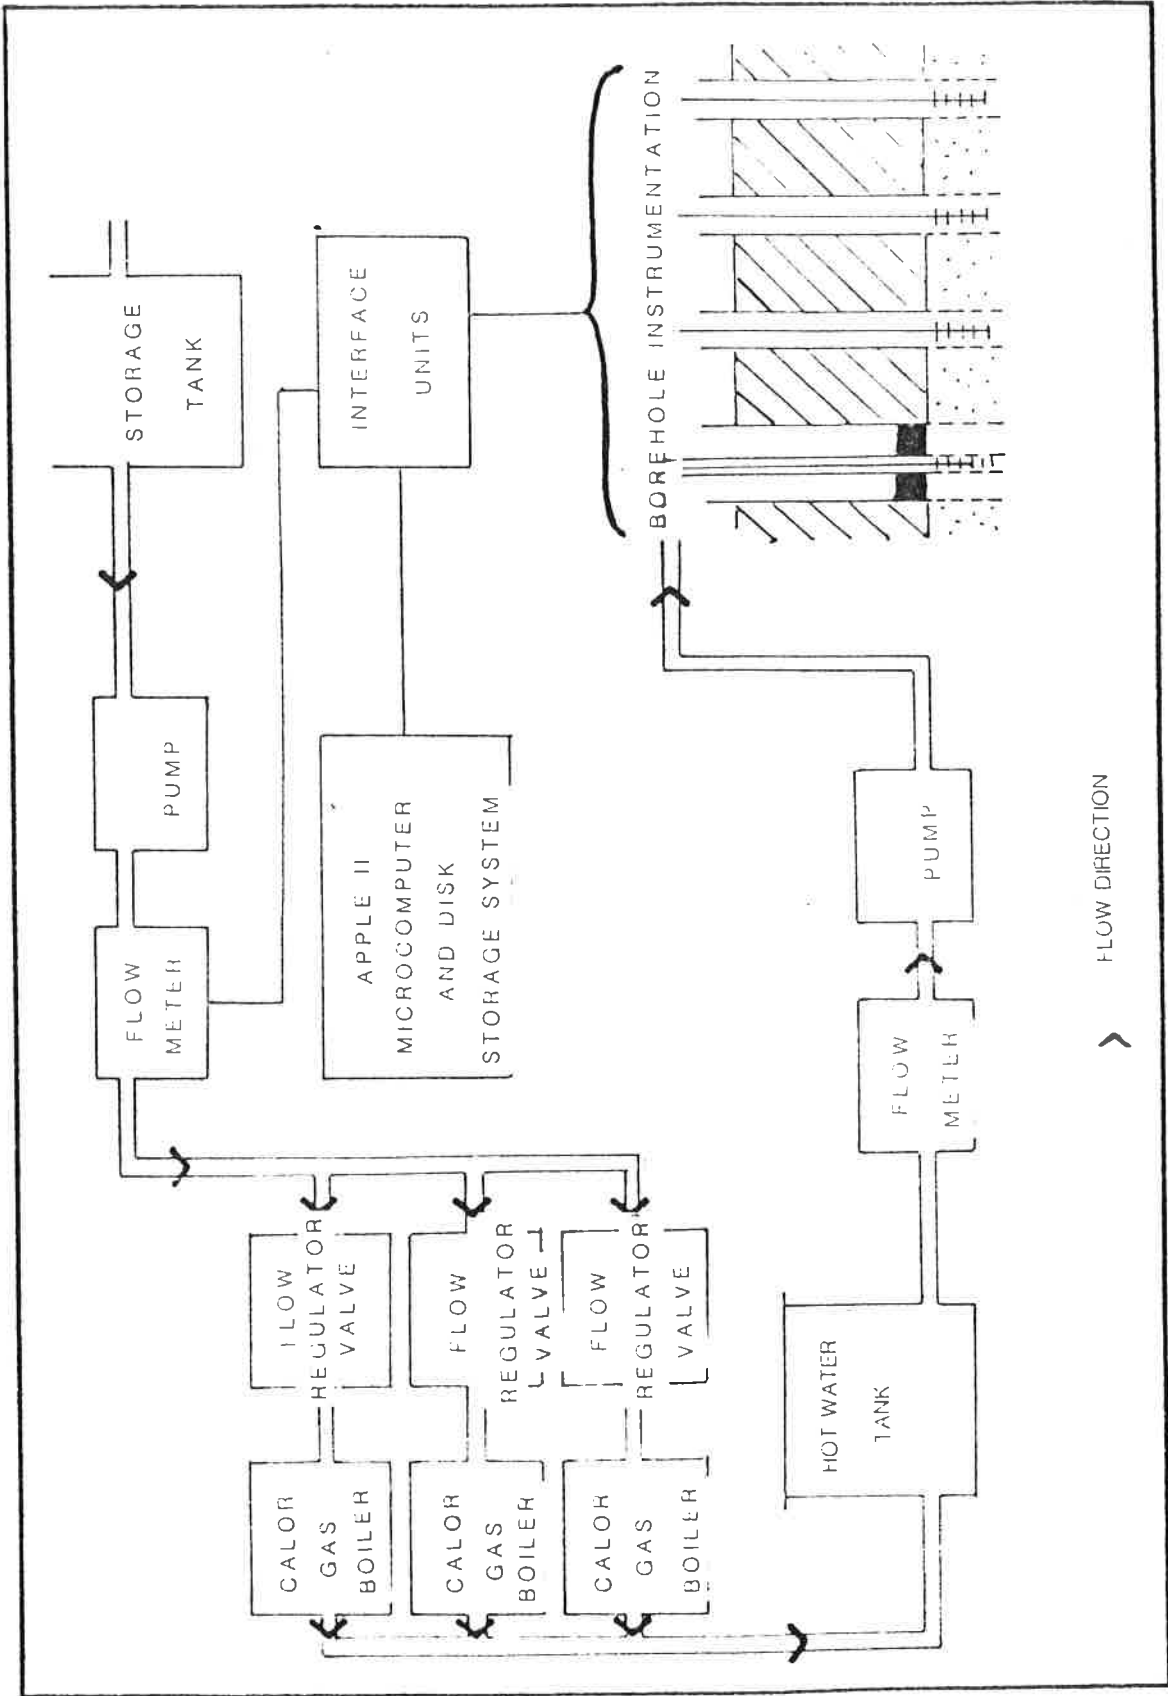 STORAGE
TANK
PUMP
FLOW
METER
INTERFACE
UNITS
APPLE II
MICROCOMPUTER
AND DISK
STORAGE SYSTEM
FLOW
REGULATOR
VALVE
FLOW
REGULATOR
VALVE
FLOW
REGULATOR
VALVE
CALOR
GAS
BOILER
CALOR
GAS
BOILER
CALOR
GAS
BOILER
HOT WATER
TANK
FLOW
METER
PUMP
BOREHOLE INSTRUMENTATION
FLOW DIRECTION